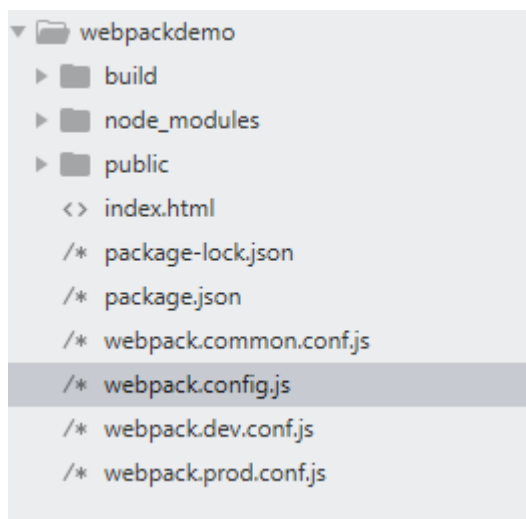 webpackdemo
build
node_modules
public
<> index.html
/* package-lock.json
/* package.json
/* webpack.common.conf.js
/* webpack.config.js
/* webpack.dev.conf.js
/* webpack.prod.conf.js